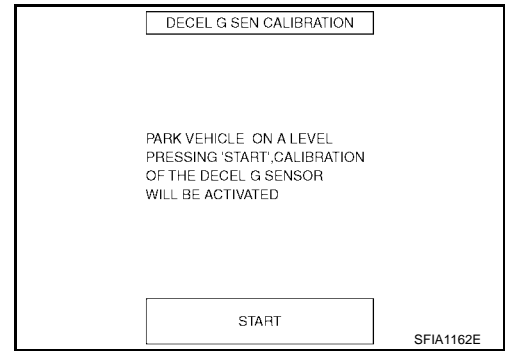 DECEL G SEN CALIBRATION
PARK VEHICLE ON A LEVEL
PRESSING 'START',CALIBRATION
OF THE DECEL G SENSOR
WILL BE ACTIVATED
START
SFIA1162E